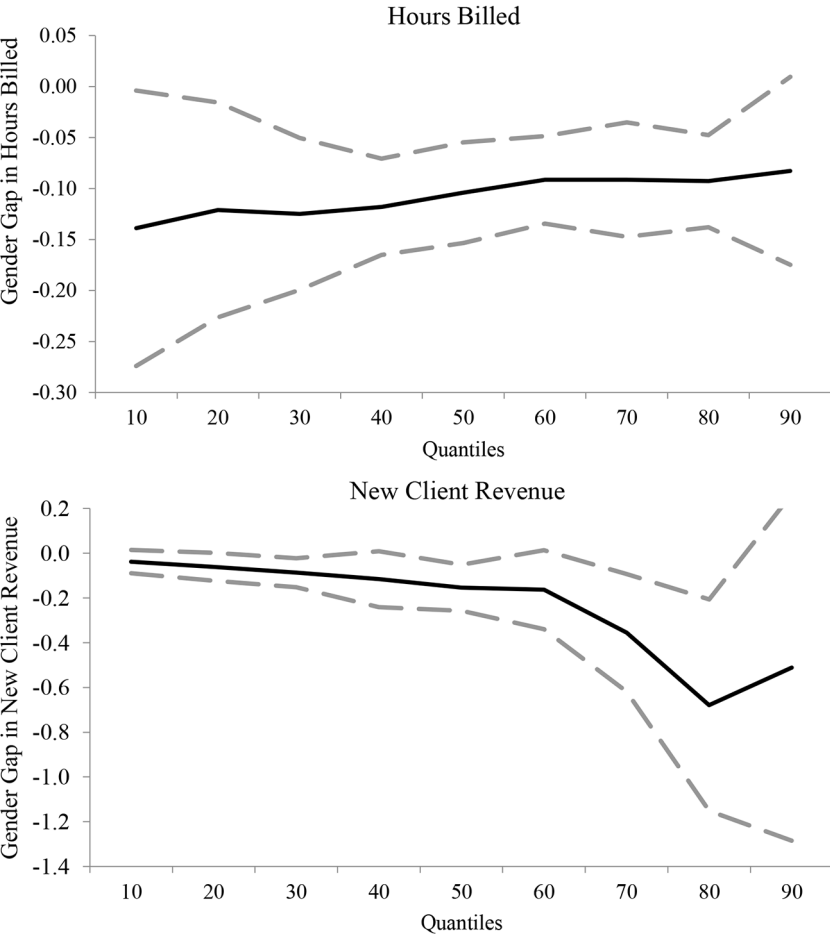 Hours Billed
Gender Gap in Hours Billed
0.05
0.00
-0.05
-0.10
-0.15
-0.20
-0.25
-0.30
10 20 30 40 50 60 70 80 90
Quantiles
New Client Revenue
Gender Gap in New Client Revenue
0.2
0.0
-0.2
-0.4
-0.6
-0.8
-1.0
-1.2
-1.4
10 20 30 40 50 60 70 80 90
Quantiles